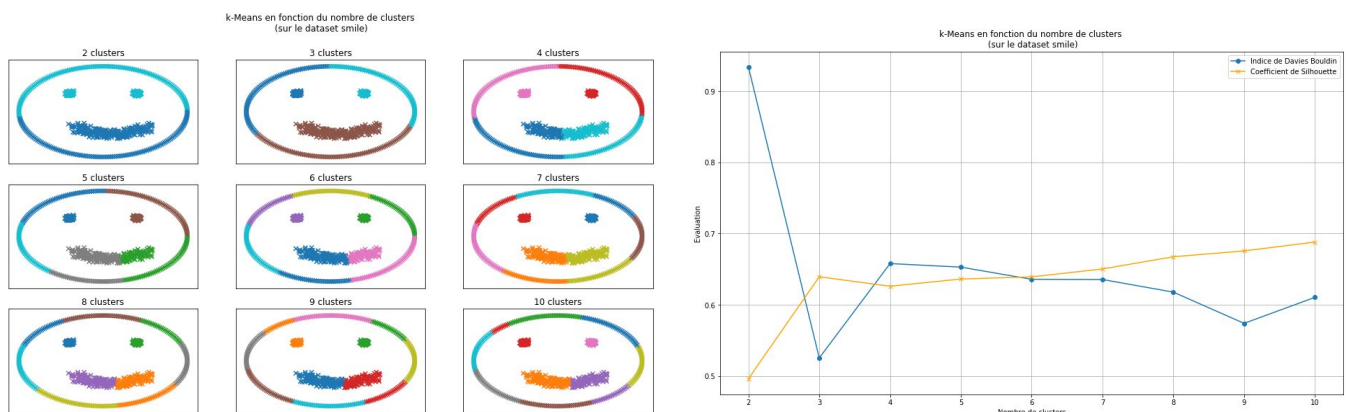 k-Means en fonction du nombre de clusters
(sur le dataset smile)
2 clusters
3 clusters
4 clusters
5 clusters
6 clusters
7 clusters
8 clusters
9 clusters
10 clusters
k-Means en fonction du nombre de clusters
(sur le dataset smile)
Indice de Davies Bouldin
Coefficient de Silhouette
Evaluation
0.9
0.8
0.7
0.6
0.5
2 3 4 5 6 7 8 9 10
Nombre de clusters